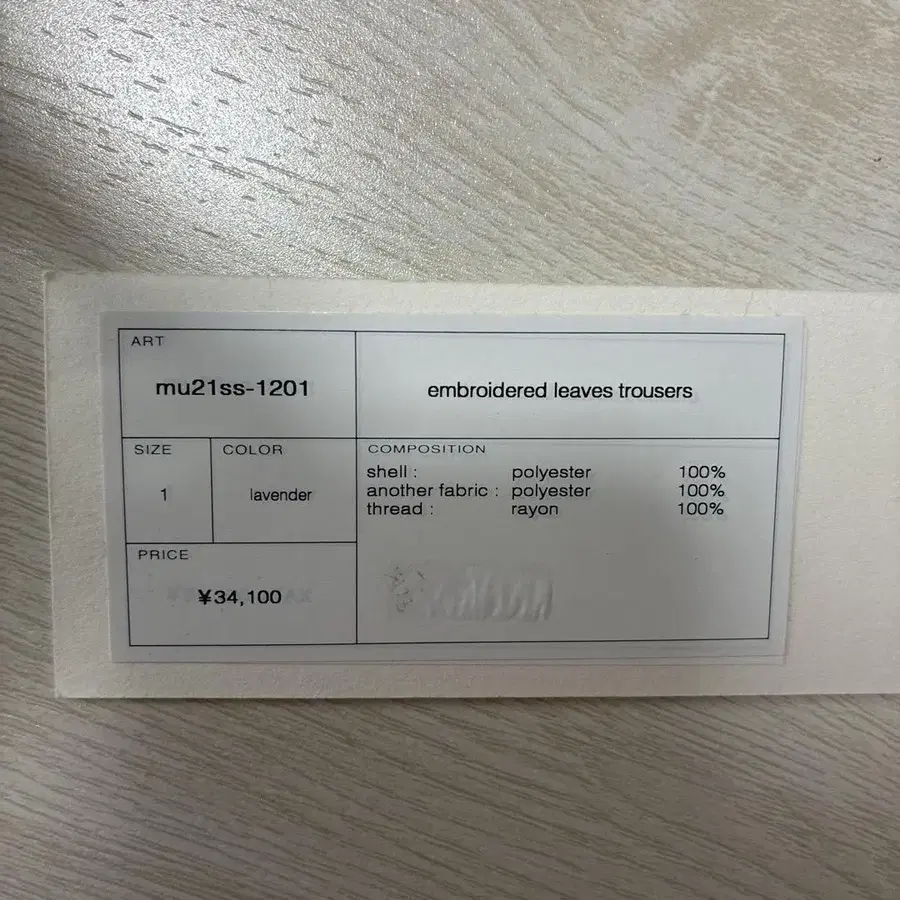 ART
mu21ss-1201
embroidered leaves trousers
SIZE
1
COLOR
lavender
COMPOSITION
shell : polyester 100%
another fabric : polyester 100%
thread : rayon 100%
PRICE
¥34,100